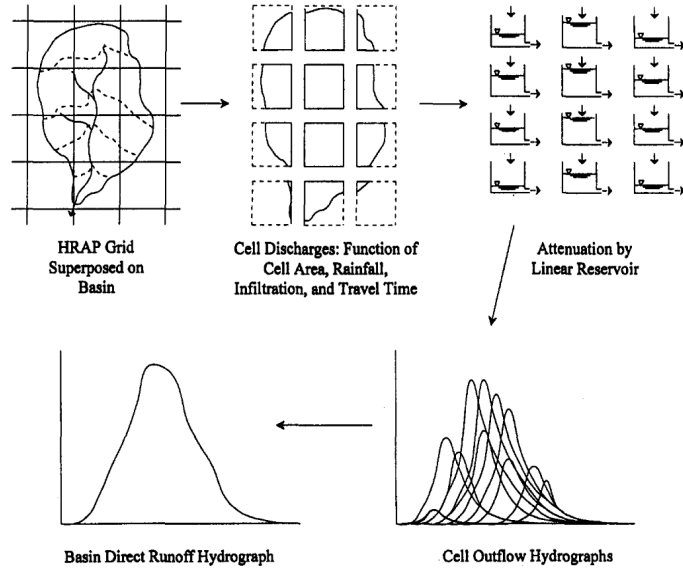 HRAP Grid
Superposed on
Basin
Cell Discharges: Function of
Cell Area, Rainfall,
Infiltration, and Travel Time
Attenuation by
Linear Reservoir
Basin Direct Runoff Hydrograph
Cell Outflow Hydrographs